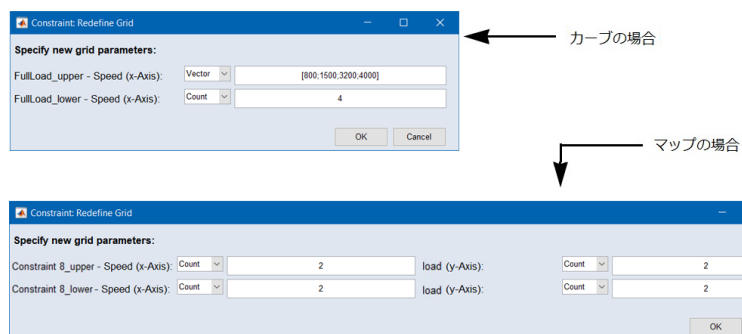 Constraint: Redefine Grid
カーブの場合
Specify new grid parameters:
FullLoad_upper - Speed (x-Axis): Vector [800;1500;3200;4000]
FullLoad_lower - Speed (x-Axis): Count 4
OK Cancel
マップの場合
Constraint: Redefine Grid
Specify new grid parameters:
Constraint 8_upper - Speed (x-Axis): Count 2 load (y-Axis): Count 2
Constraint 8_lower - Speed (x-Axis): Count 2 load (y-Axis): Count 2
OK